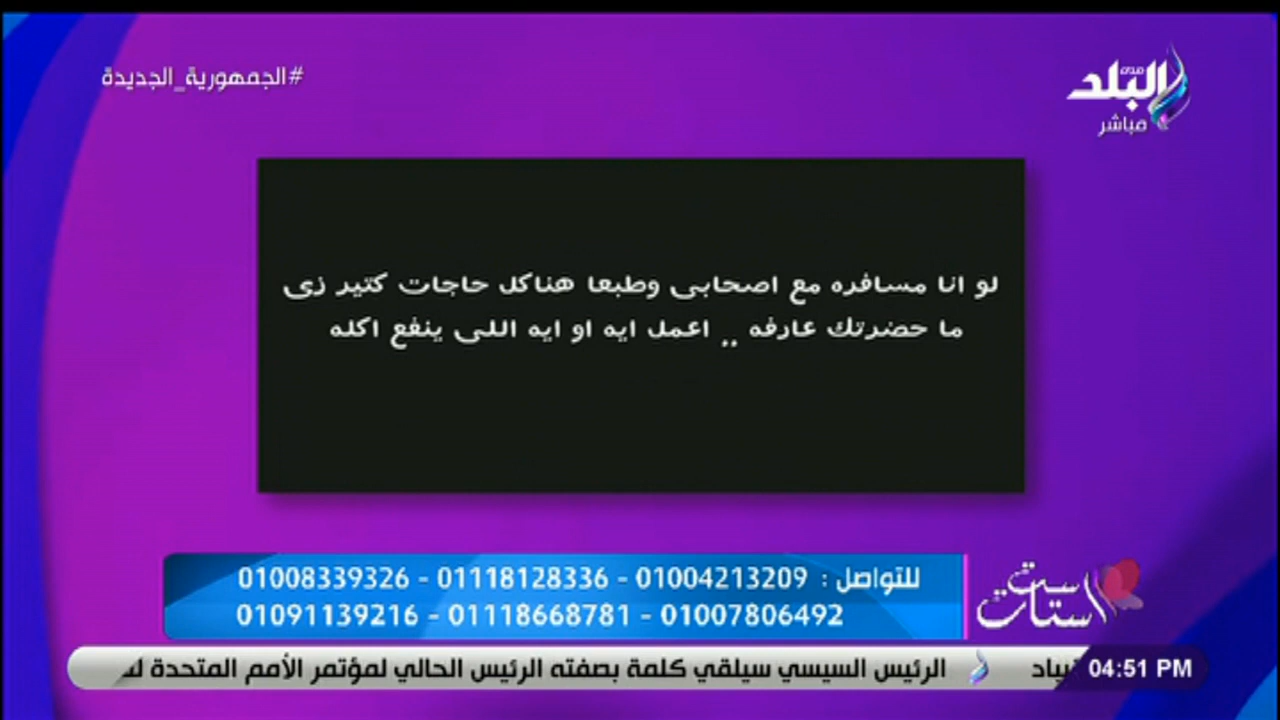 #الجمهورية_الجديدة
صدى البلد
مباشر
لو انا مسافره مع اصحابى وطبعا هناكل حاجات كتير زى
ما حضرتك عارفه ,, اعمل ايه او ايه اللى ينفع اكله
للتواصل : 01004213209 - 01118128336 - 01008339326
01007806492 - 01118668781 - 01091139216
ست
الستات
04:51 PM
الرئيس السيسي سيلقي كلمة بصفته الرئيس الحالي لمؤتمر الأمم المتحدة